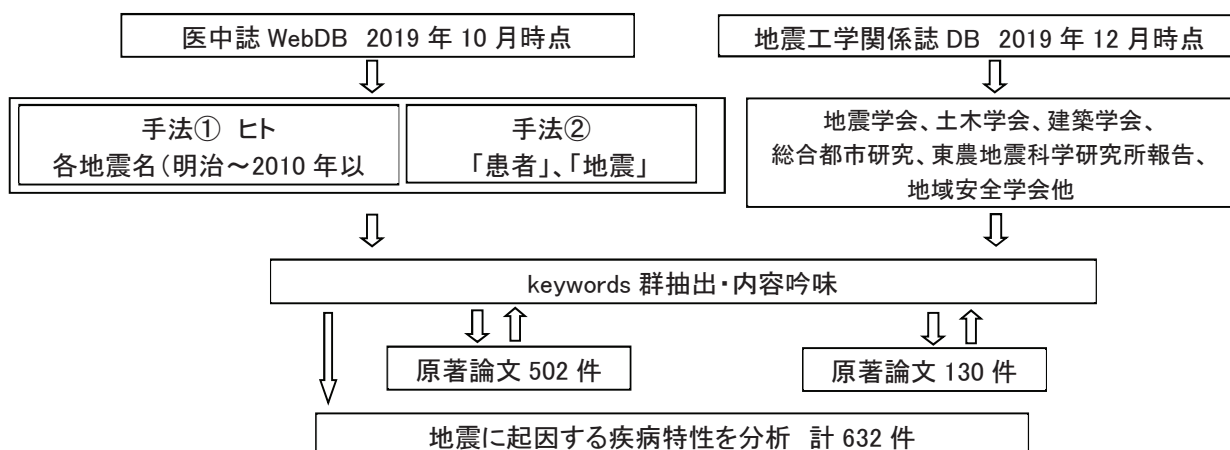 医中誌 WebDB 2019 年 10 月時点
地震工学関係誌 DB 2019 年 12 月時点
手法① ヒト
各地震名（明治～2010 年以
手法②
「患者」、「地震」
地震学会、土木学会、建築学会、
総合都市研究、東農地震科学研究所報告、
地域安全学会他
keywords 群抽出・内容吟味
原著論文 502 件
原著論文 130 件
地震に起因する疾病特性を分析 計 632 件